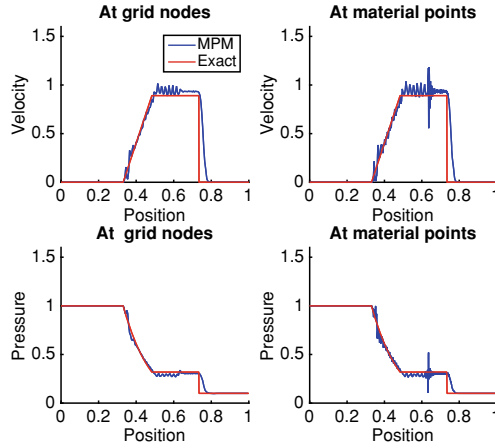 At grid nodes
At material points
1.5
1
0.5
0
Velocity
MPM
Exact
0 0.2 0.4 0.6 0.8 1
Position
1.5
1
0.5
0
Velocity
0 0.2 0.4 0.6 0.8 1
Position
At grid nodes
At material points
1.5
1
0.5
0
Pressure
0 0.2 0.4 0.6 0.8 1
Position
1.5
1
0.5
0
Pressure
0 0.2 0.4 0.6 0.8 1
Position